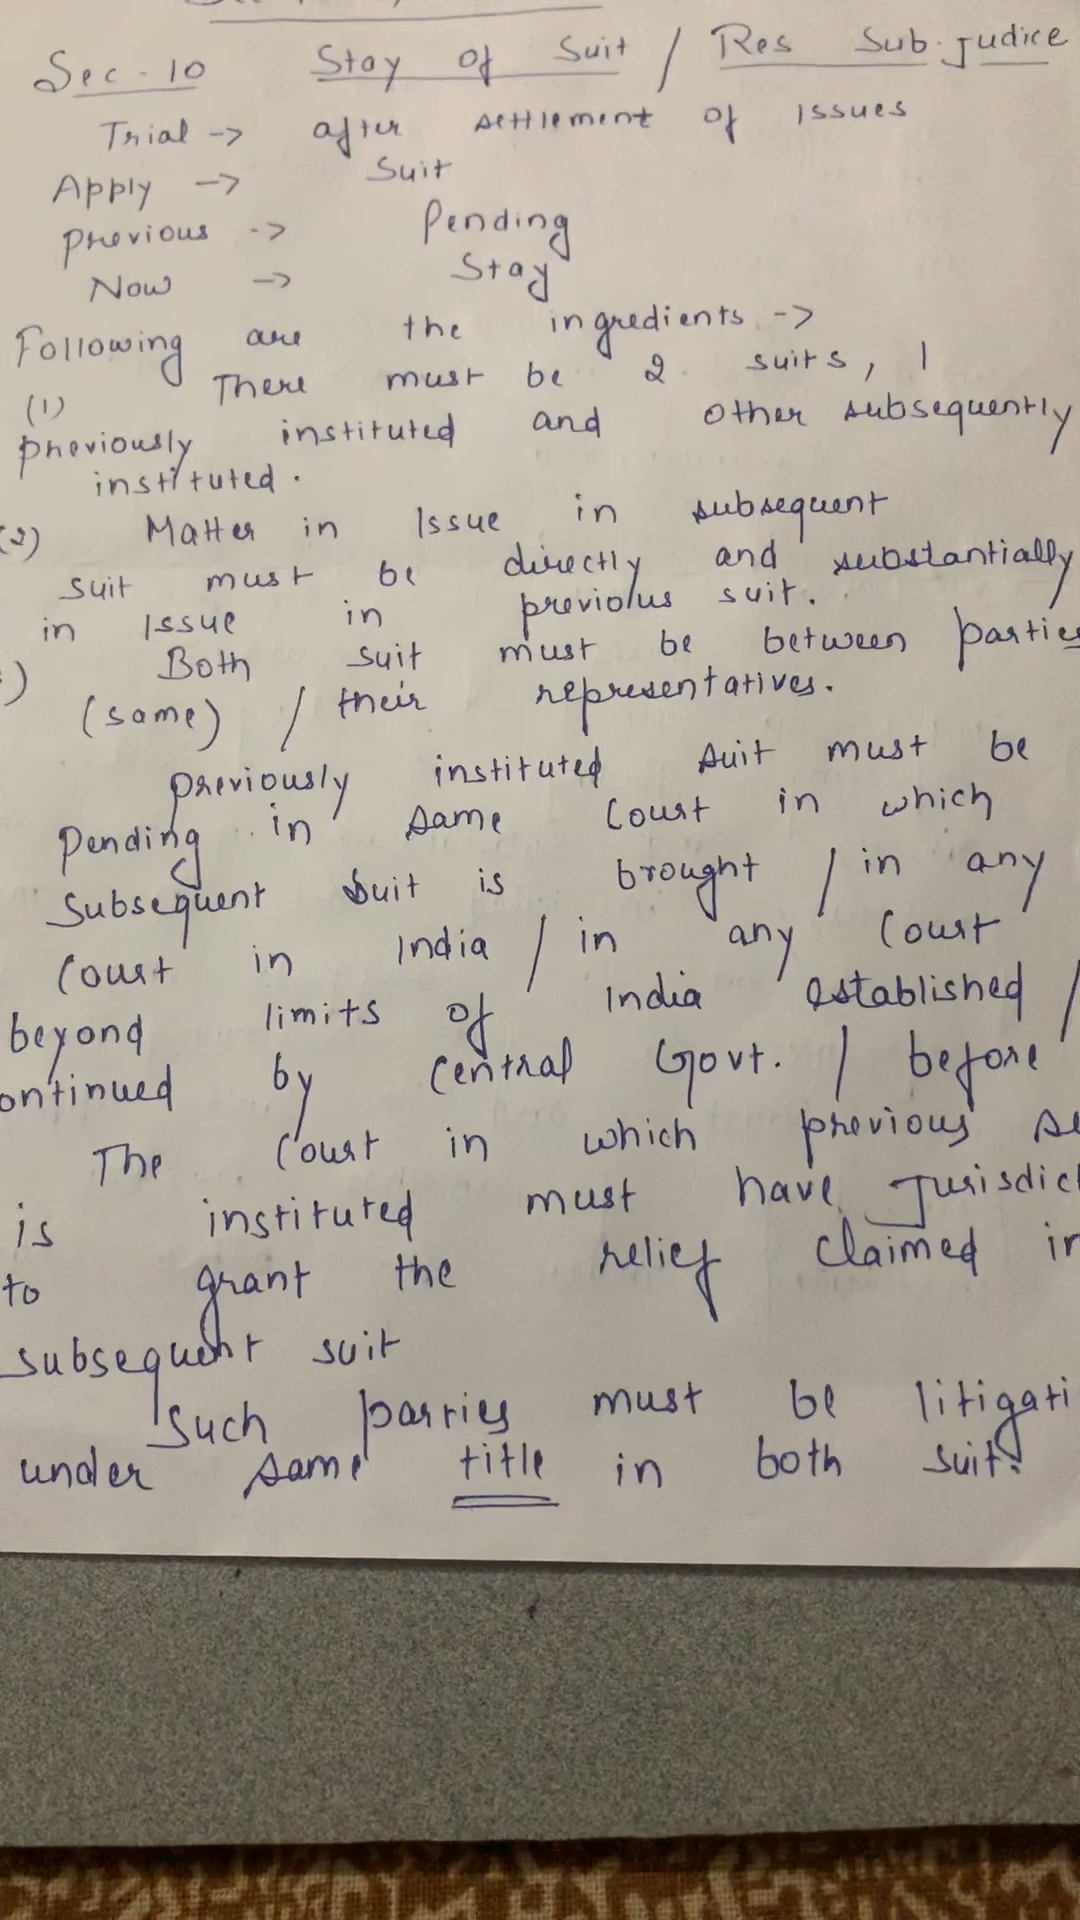 Sec-10 Stay of Suit / Res Sub-judice
Trial -> after settlement of Issues
Apply -> Suit
previous -> Pending
Now -> Stay
Following are the ingredients ->
(1) There must be 2 suits, 1
previously instituted and other subsequently
instituted.
(2) Matter in Issue in subsequent
suit must be directly and substantially
in Issue in previous suit.
) Both suit must be between parties
(same) / their representatives.
previously instituted suit must be
Pending in same Court in which
Subsequent Suit is brought / in any
Court in India / in any Court
beyond limits of India established /
ontinued by Central Govt. / before
The Court in which previous
is instituted must have Jurisdict
to grant the relief claimed in
subsequent suit
Such parties must be litigati
under same title in both suit.